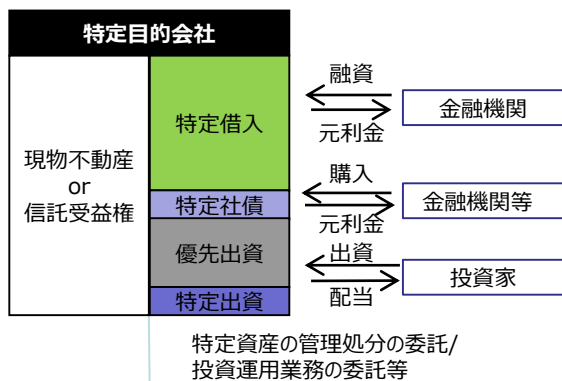 特定目的会社
現物不動産
or
信託受益権
特定借入
特定社債
優先出資
特定出資
融資
元利金
金融機関
購入
元利金
金融機関等
出資
配当
投資家
特定資産の管理処分の委託/
投資運用業務の委託等